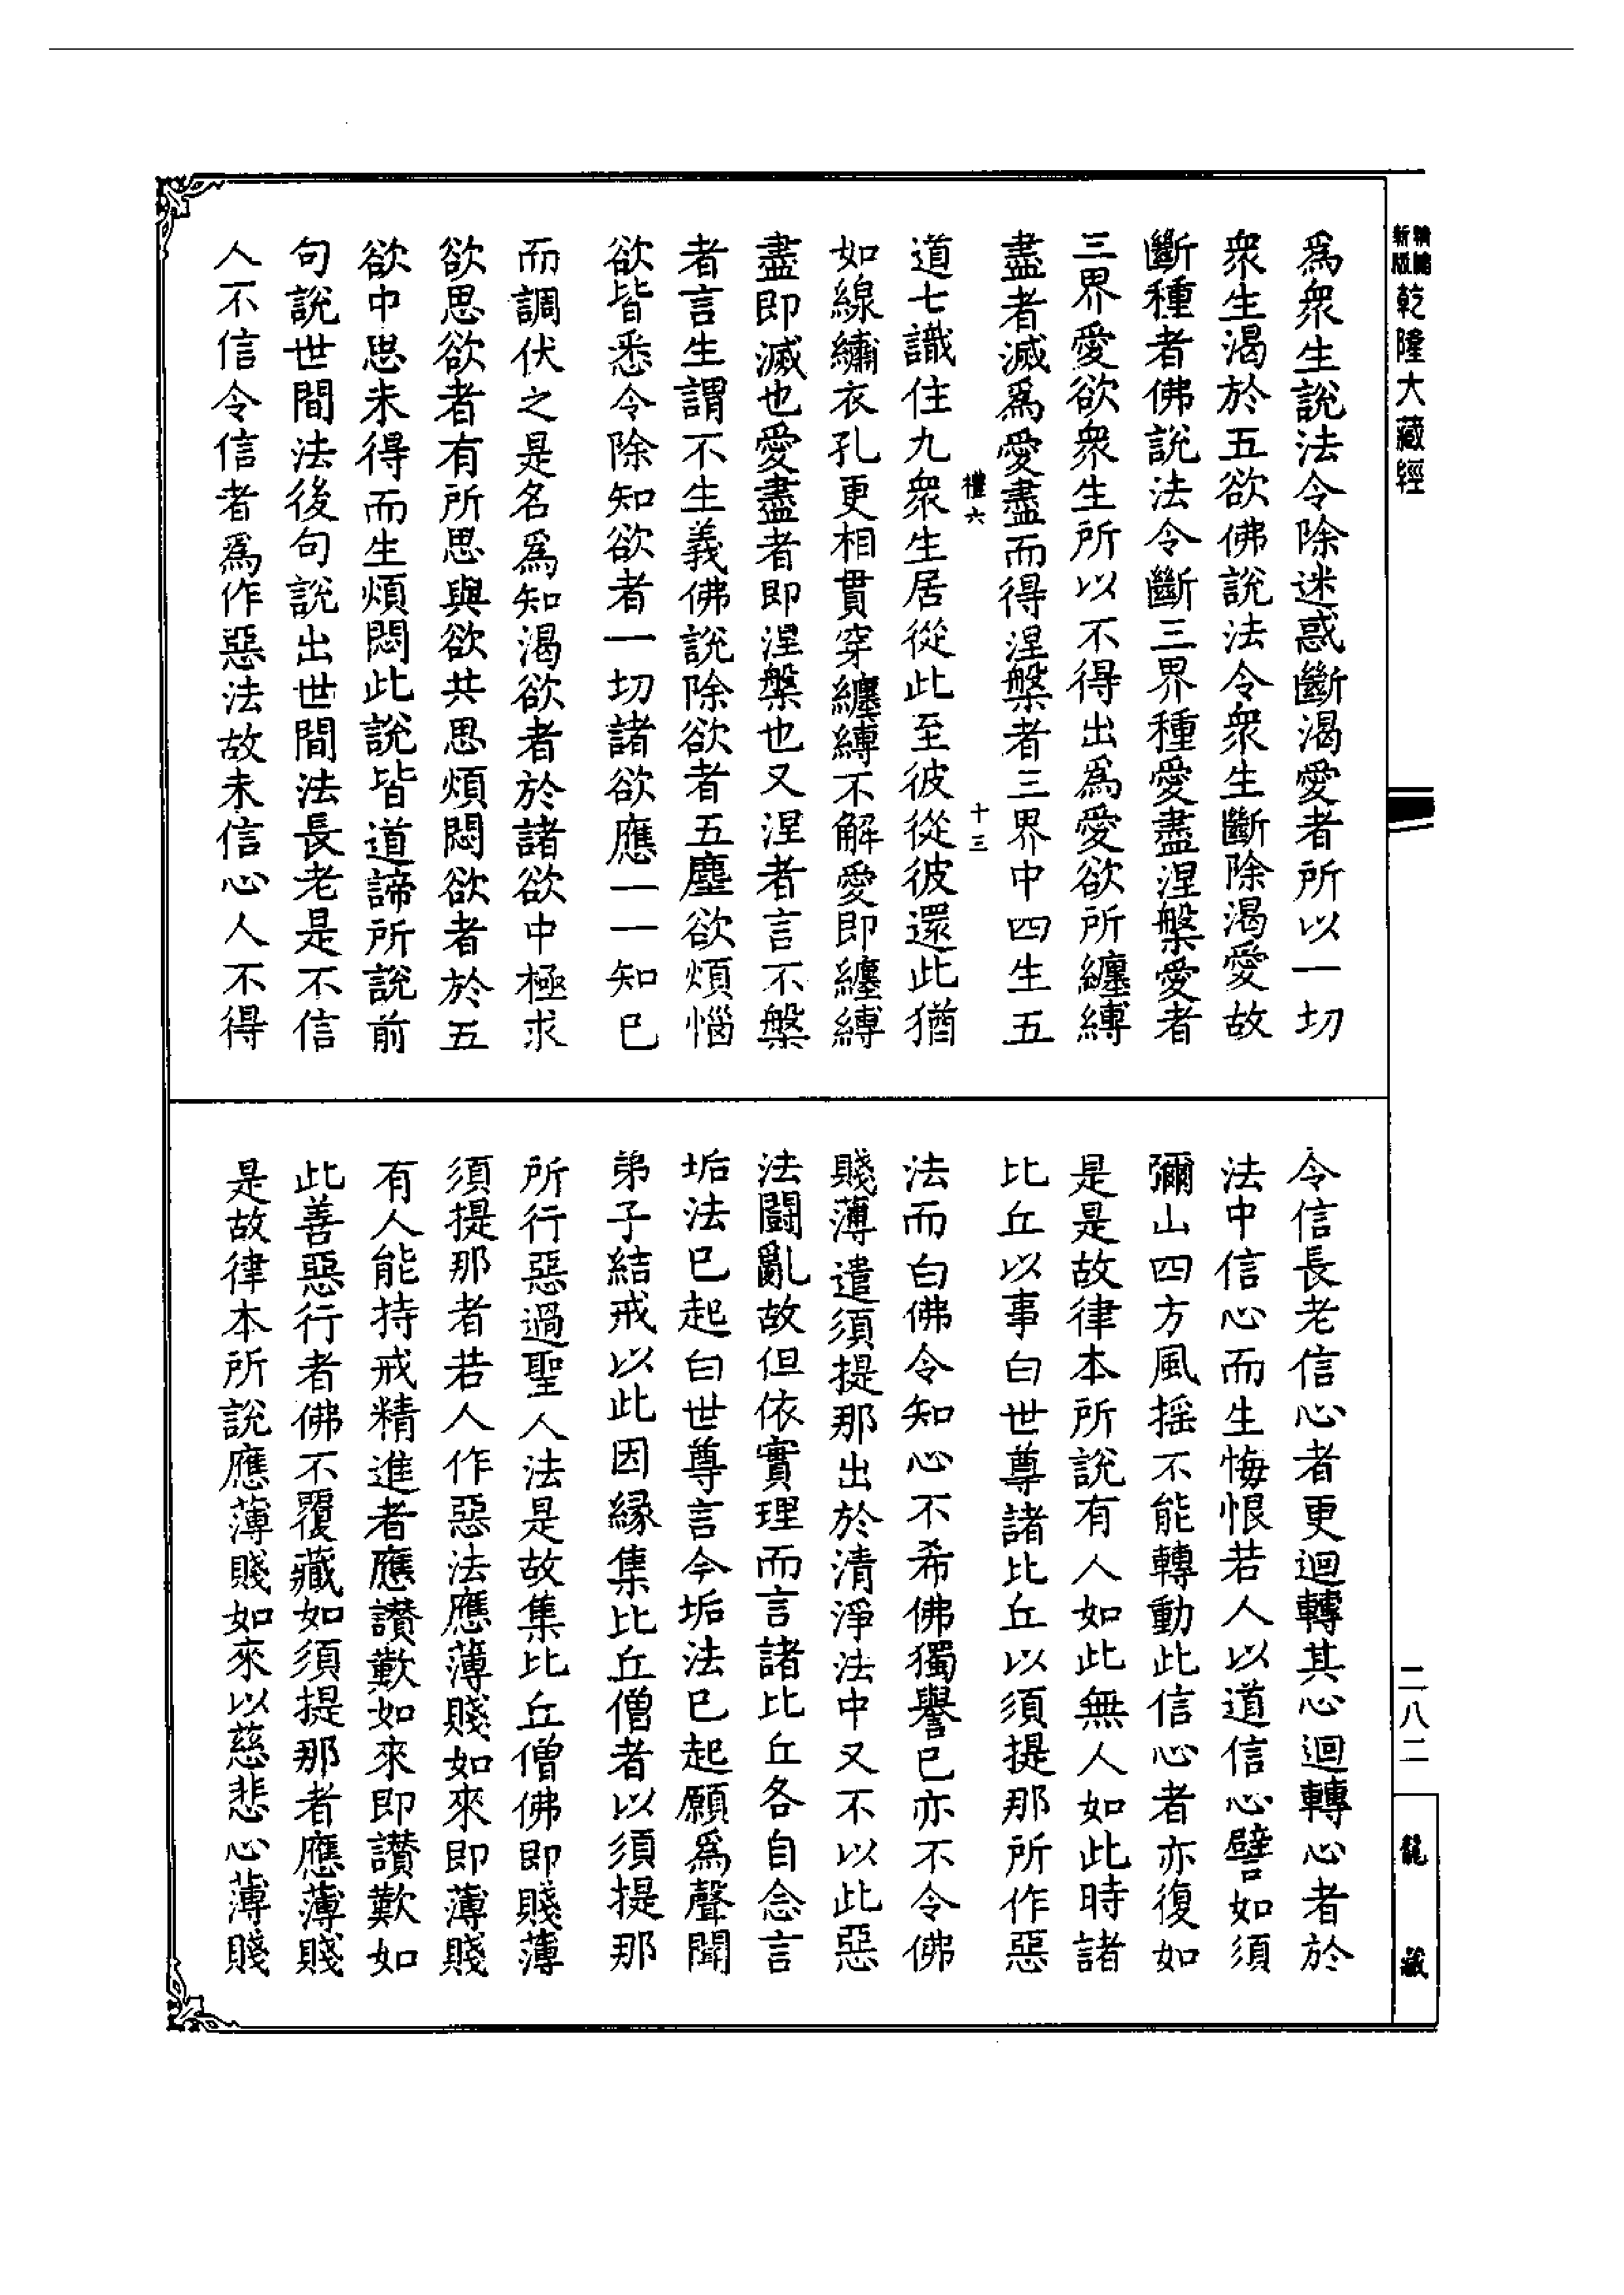 新版 精縮 乾隆大藏經
爲衆生說法令除迷惑斷渴愛者所以一切
衆生渴於五欲佛說法令衆生斷除渴愛故
斷種者佛說法令斷三界種愛盡涅槃愛者
三界愛欲衆生所以不得出爲愛欲所纏縛
盡者滅爲愛盡而得涅槃者三界中四生五
禮六 十三
道七識住九衆生居從此至彼從彼還此猶
如線繡衣孔更相貫穿纏縛不解愛即纏縛
盡即滅也愛盡者即涅槃也又涅者言不槃
者言生謂不生義佛說除欲者五塵欲煩惱
欲皆悉令除知欲者一切諸欲應一一知已
而調伏之是名爲知渴欲者於諸欲中極求
欲思欲者有所思與欲共思煩悶欲者於五
欲中思未得而生煩悶此說皆道諦所說前
句說世間法後句說出世間法長老是不信
人不信令信者爲作惡法故未信心人不得
令信長老信心者更迴轉其心迴轉心者於
法中信心而生悔恨若人以道信心譬如須
彌山四方風搖不能轉動此信心者亦復如
是是故律本所說有人如此無人如此時諸
比丘以事白世尊諸比丘以須提那所作惡
法而白佛令知心不希佛獨譽已亦不令佛
賤薄遣須提那出於清淨法中又不以此惡
法鬪亂故但依實理而言諸比丘各自念言
垢法已起白世尊言今垢法已起願爲聲聞
弟子結戒以此因緣集比丘僧者以須提那
所行惡過聖人法是故集比丘僧佛即賤薄
須提那者若人作惡法應薄賤如來即薄賤
有人能持戒精進者應讃歎如來即讃歎如
此善惡行者佛不覆藏如須提那者應薄賤
是故律本所說應薄賤如來以慈悲心薄賤
二八二
龍藏